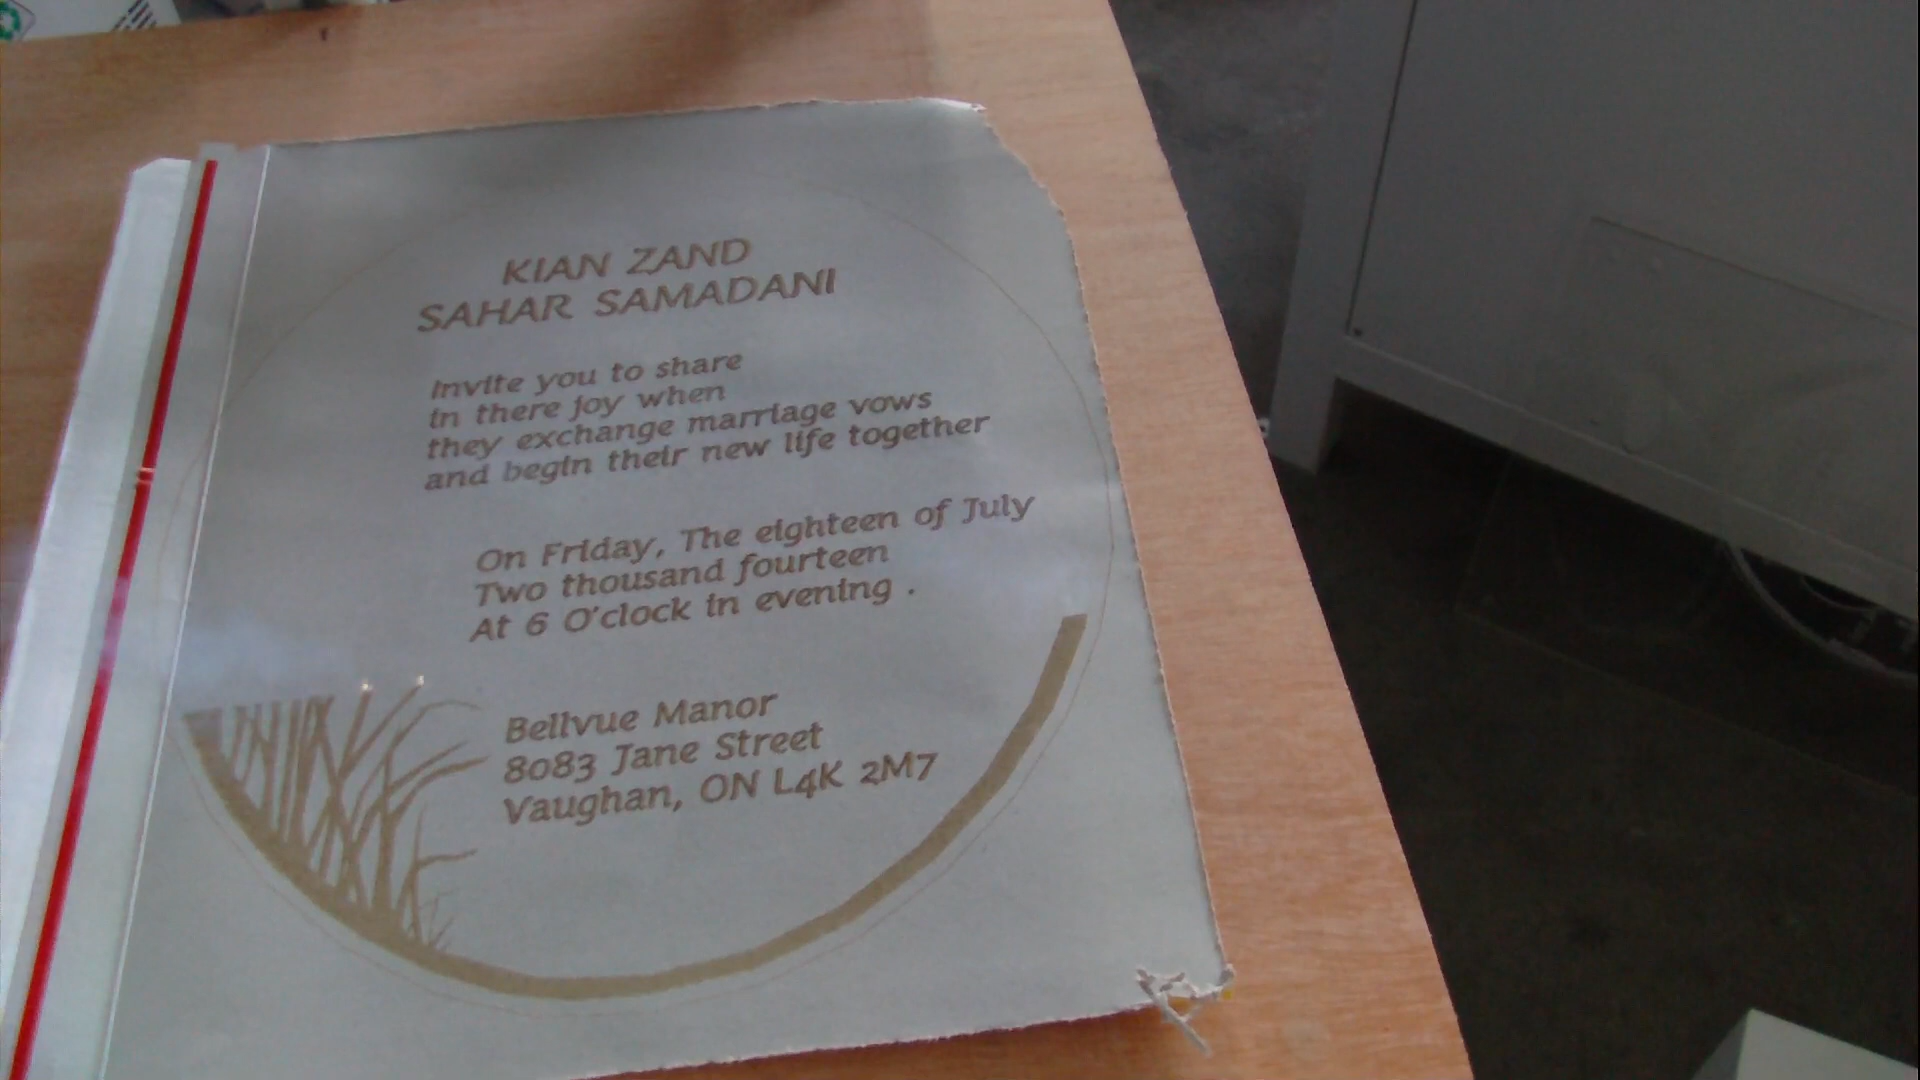 KIAN ZAND
SAHAR SAMADANI
Invite you to share
in there joy when
they exchange marriage vows
and begin their new life together
On Friday, The eighteen of July
Two thousand fourteen
At 6 O'clock in evening .
Bellvue Manor
8083 Jane Street
Vaughan, ON L4K 2M7